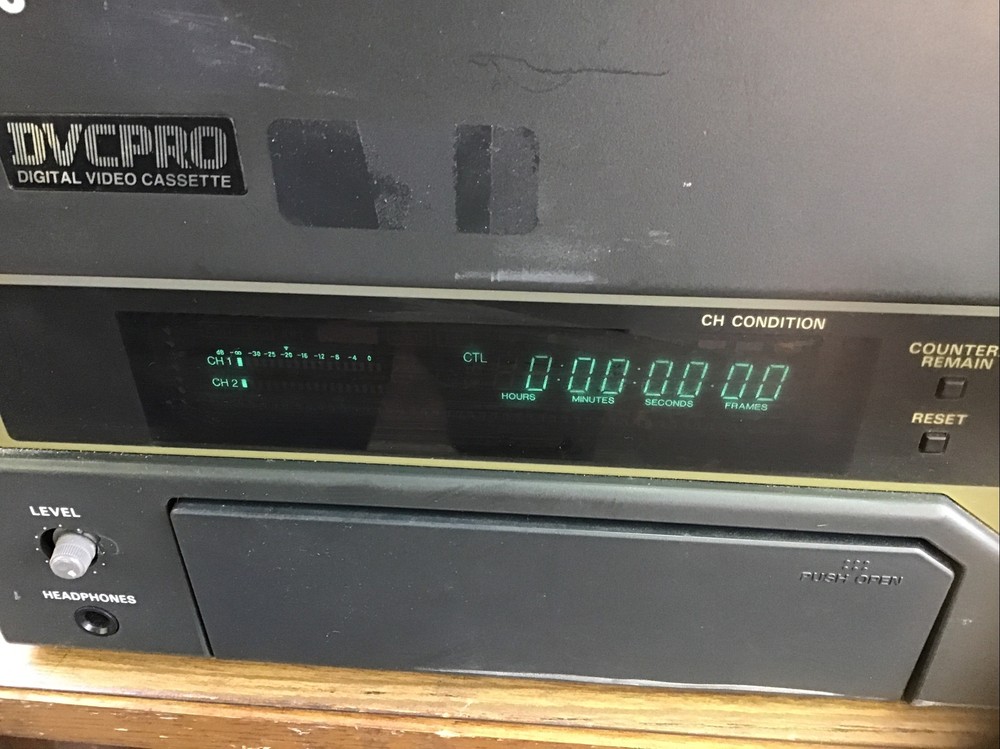 DVCPRO
DIGITAL VIDEO CASSETTE
CH CONDITION
COUNTER
REMAIN
RESET
dB -∞ -30 -25 -20 -16 -12 -8 -4 0
CH 1
CH 2
CTL
0:00:00:00
HOURS MINUTES SECONDS FRAMES
LEVEL
HEADPHONES
PUSH OPEN